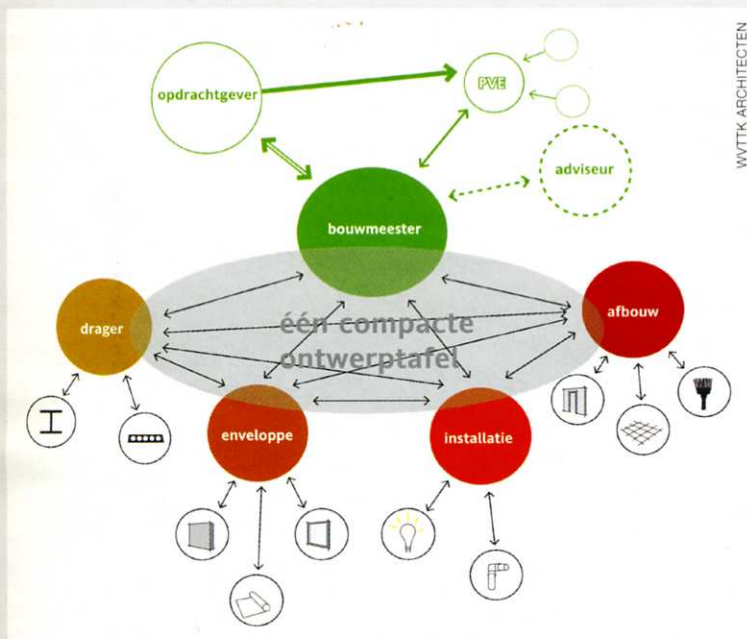 WVTTK ARCHITECTEN
opdrachtgever
PVE
adviseur
bouwmeester
drager
één compacte
ontwerptafel
afbouw
enveloppe
installatie